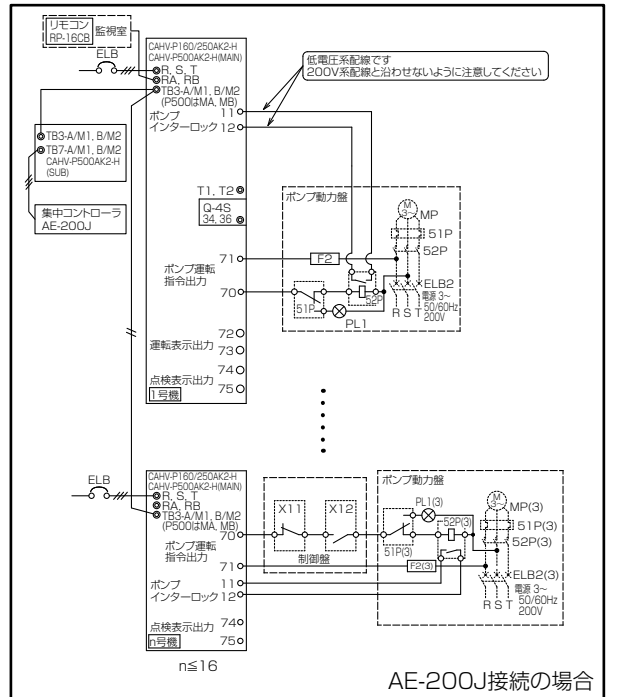 リモコン
RP-16CB
監視室
ELB
CAHV-P160/250AK2-H
CAHV-P500AK2-H(MAIN)
R, S, T
RA, RB
TB3-A/M1, B/M2
(P500はMA, MB)
11
ポンプ
インターロック 12
低電圧系配線です
200V系配線と沿わせないように注意してください
TB3-A/M1, B/M2
TB7-A/M1, B/M2
CAHV-P500AK2-H
(SUB)
集中コントローラ
AE-200J
T1, T2
Q-4S
34, 36
ポンプ動力盤
M
3~
MP
51P
52P
71
F2
ポンプ運転
指令出力
70
51P
52P
PL1
ELB2
電源 3~
50/60Hz
200V
R S T
72
運転表示出力
73
74
点検表示出力
75
1号機
ELB
CAHV-P160/250AK2-H
CAHV-P500AK2-H(MAIN)
R, S, T
RA, RB
TB3-A/M1, B/M2
(P500はMA, MB)
70
ポンプ運転
指令出力
71
ポンプ 11
インターロック 12
点検表示出力 74
75
n号機
n≦16
X11
X12
制御盤
ポンプ動力盤
PL1(3)
51P(3)
52P(3)
F2(3)
M
3~
MP(3)
51P(3)
52P(3)
ELB2(3)
電源 3~
50/60Hz
200V
R S T
AE-200J接続の場合